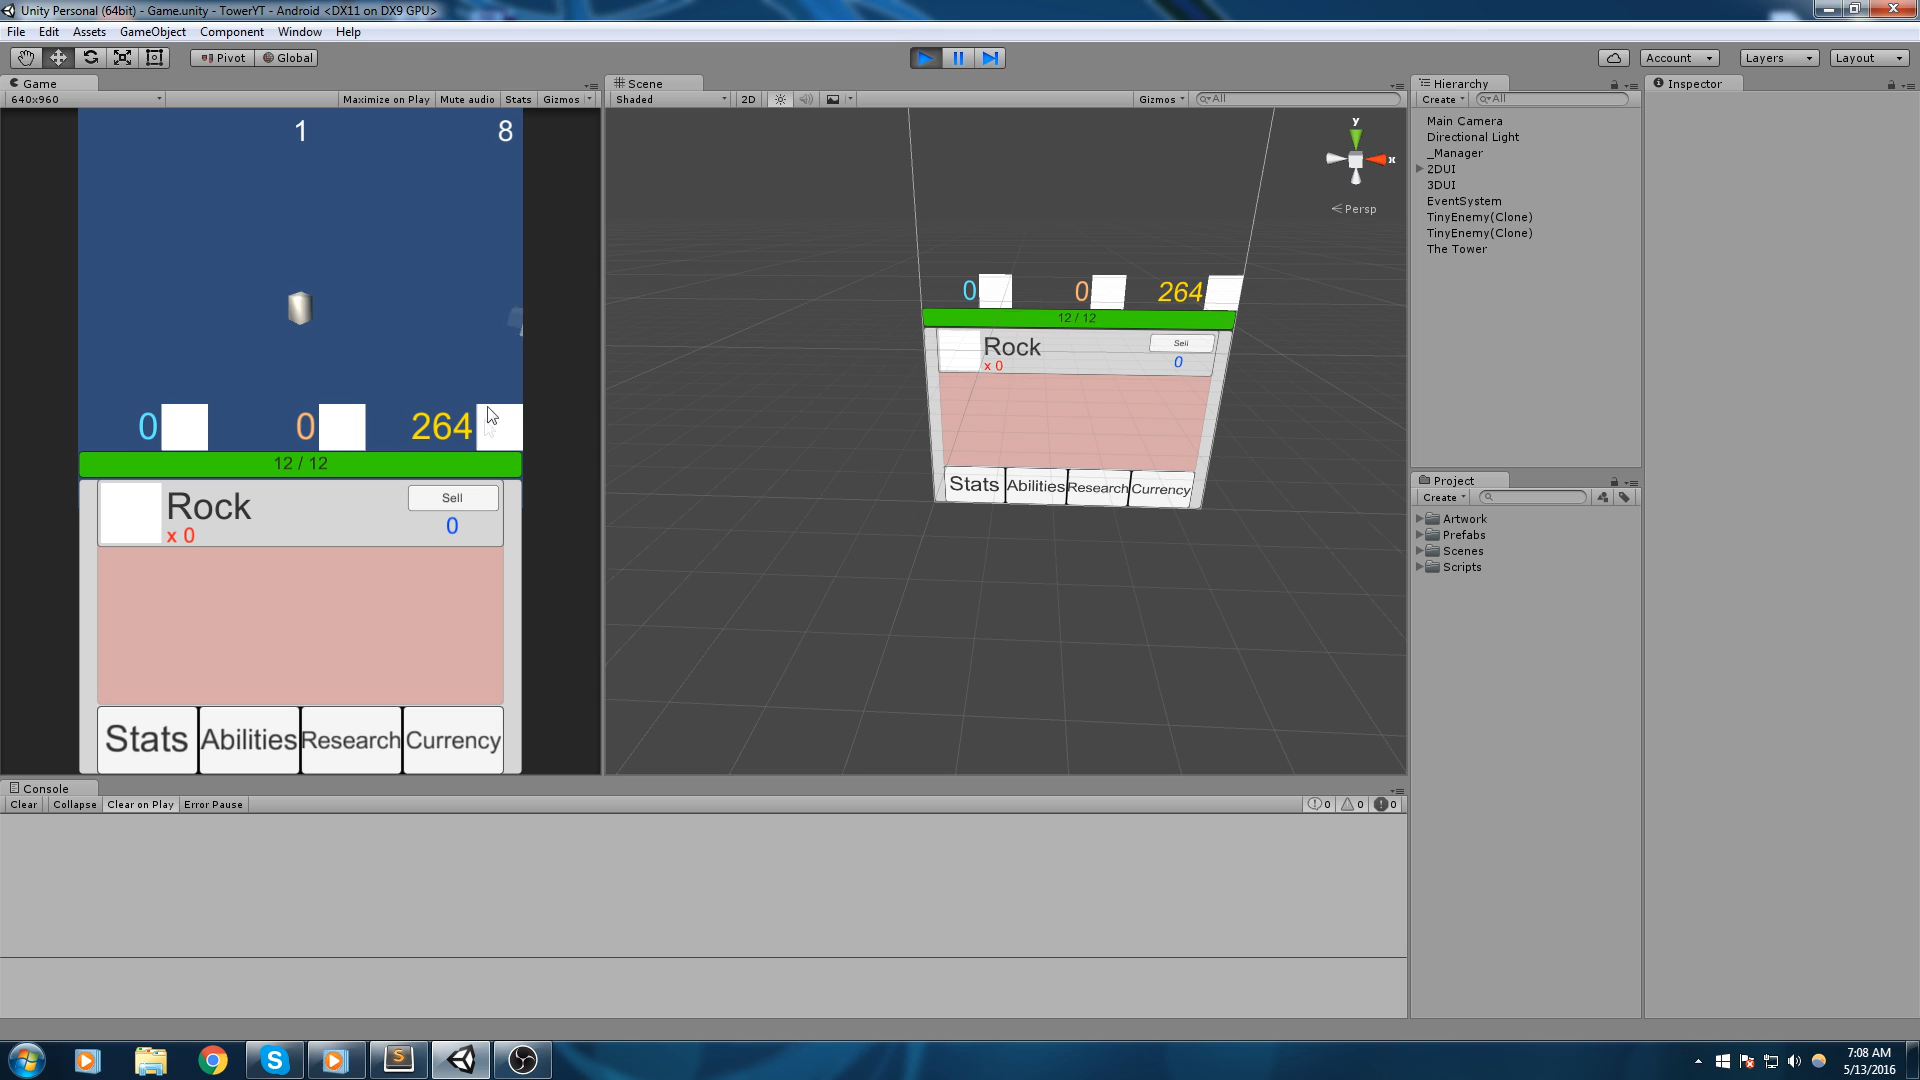 Unity Personal (64bit) - Game.unity - TowerYT - Android <DX11 on DX9 GPU>
File Edit Assets GameObject Component Window Help
Pivot Global Account Layers Layout
Game Scene Hierarchy Inspector
640x960 Maximize on Play Mute audio Stats Gizmos Shaded 2D Gizmos All Create All
1 8
0 0 264
12 / 12
Rock Sell
x 0 0
Stats Abilities Research Currency
y
x
Persp
0 0 264
12 / 12
Rock Sell
x 0 0
Stats Abilities Research Currency
Main Camera
Directional Light
_Manager
2DUI
3DUI
EventSystem
TinyEnemy(Clone)
TinyEnemy(Clone)
The Tower
Project
Create
Artwork
Prefabs
Scenes
Scripts
Console
Clear Collapse Clear on Play Error Pause 0 0 0
7:08 AM
5/13/2016